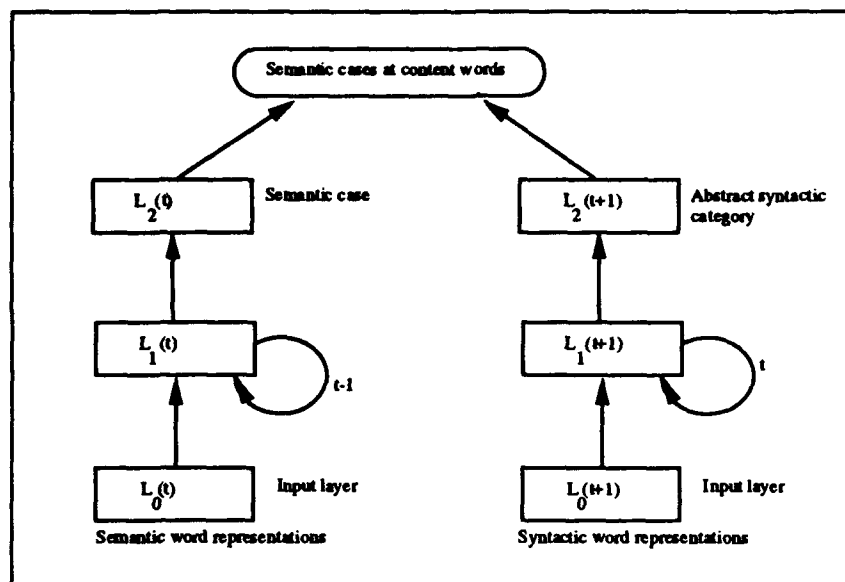 Semantic cases at content words
L2(t) Semantic case
L2(t+1) Abstract syntactic
category
L1(t)
L1(t+1)
t-1
t
L0(t) Input layer
L0(t+1) Input layer
Semantic word representations
Syntactic word representations